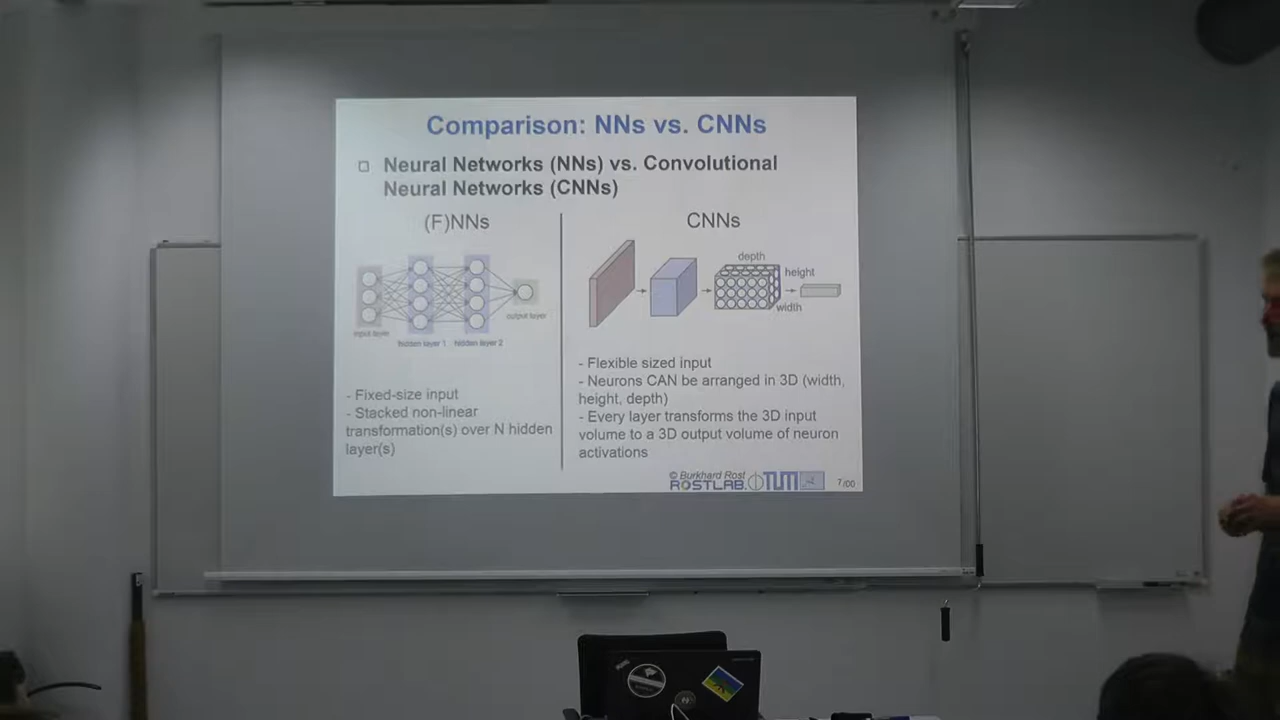 Comparison: NNs vs. CNNs
Neural Networks (NNs) vs. Convolutional
Neural Networks (CNNs)
(F)NNs
input layer
hidden layer 1
hidden layer 2
output layer
- Fixed-size input
- Stacked non-linear
transformation(s) over N hidden
layer(s)
CNNs
depth
height
width
- Flexible sized input
- Neurons CAN be arranged in 3D (width,
height, depth)
- Every layer transforms the 3D input
volume to a 3D output volume of neuron
activations
© Burkhard Rost
ROSTLAB
TUM
7/00